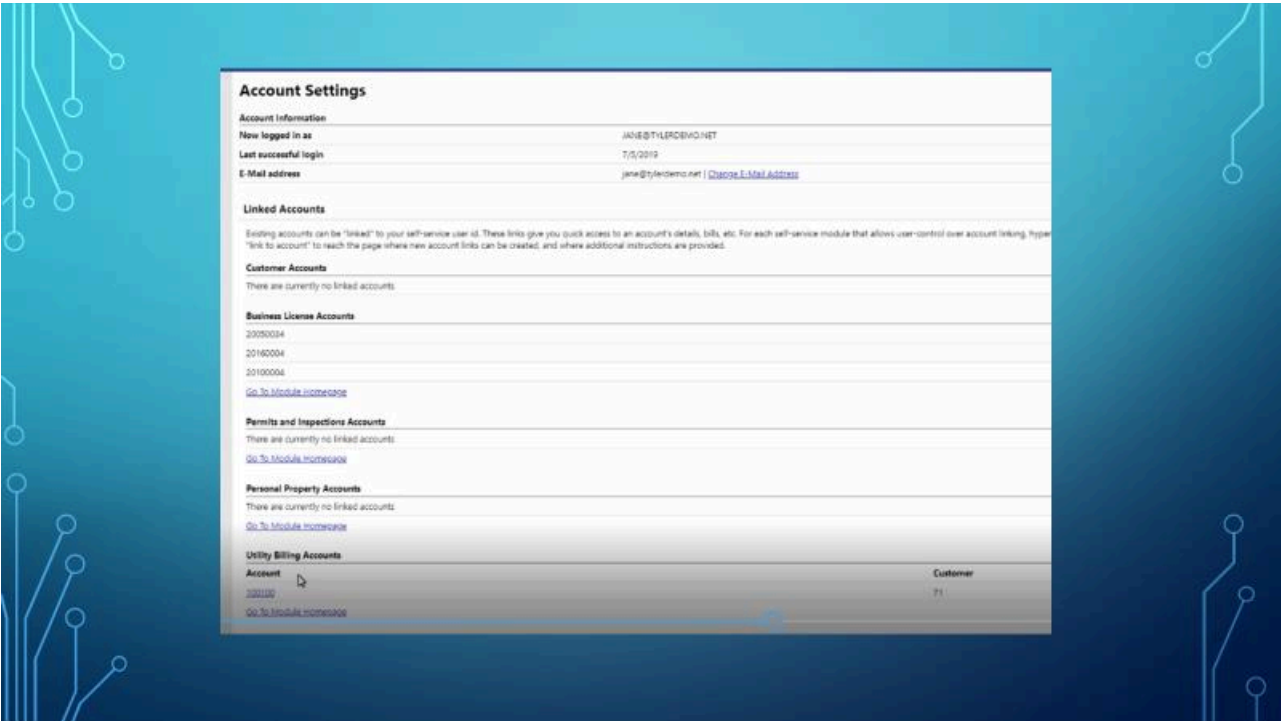 Account Settings
Account Information
Now logged in as JANE@TYLERDEMO.NET
Last successful login 7/5/2019
E-Mail address jane@tylerdemo.net | Change E-Mail Address
Linked Accounts
Existing accounts can be "linked" to your self-service user id. These links give you quick access to an account's details, bills, etc. For each self-service module that allows user-control over account linking, hyper
"link to account" to reach the page where new account links can be created, and where additional instructions are provided.
Customer Accounts
There are currently no linked accounts
Business License Accounts
20050034
20160004
20100004
Go To Module Homepage
Permits and Inspections Accounts
There are currently no linked accounts
Go To Module Homepage
Personal Property Accounts
There are currently no linked accounts
Go To Module Homepage
Utility Billing Accounts
Account Customer
100100 71
Go To Module Homepage